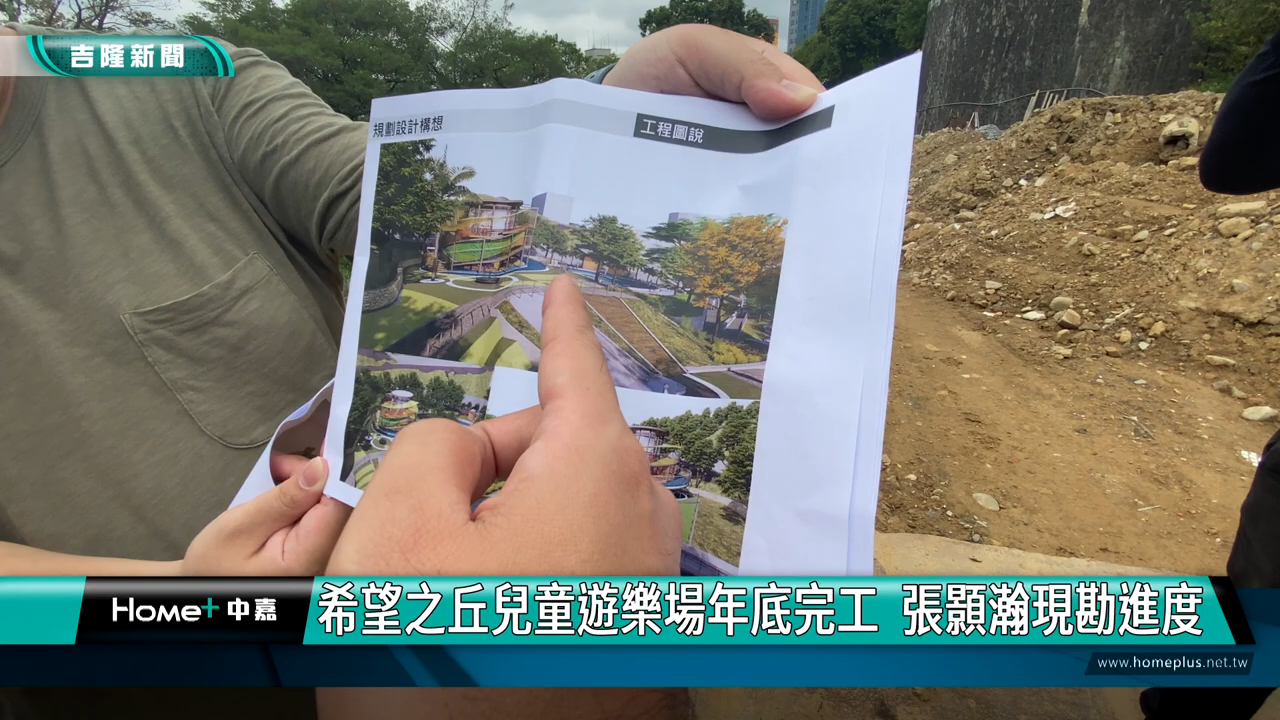 吉隆新聞
規劃設計構想
工程圖說
Home+ 中嘉
希望之丘兒童遊樂場年底完工 張顥瀚現勘進度
www.homeplus.net.tw